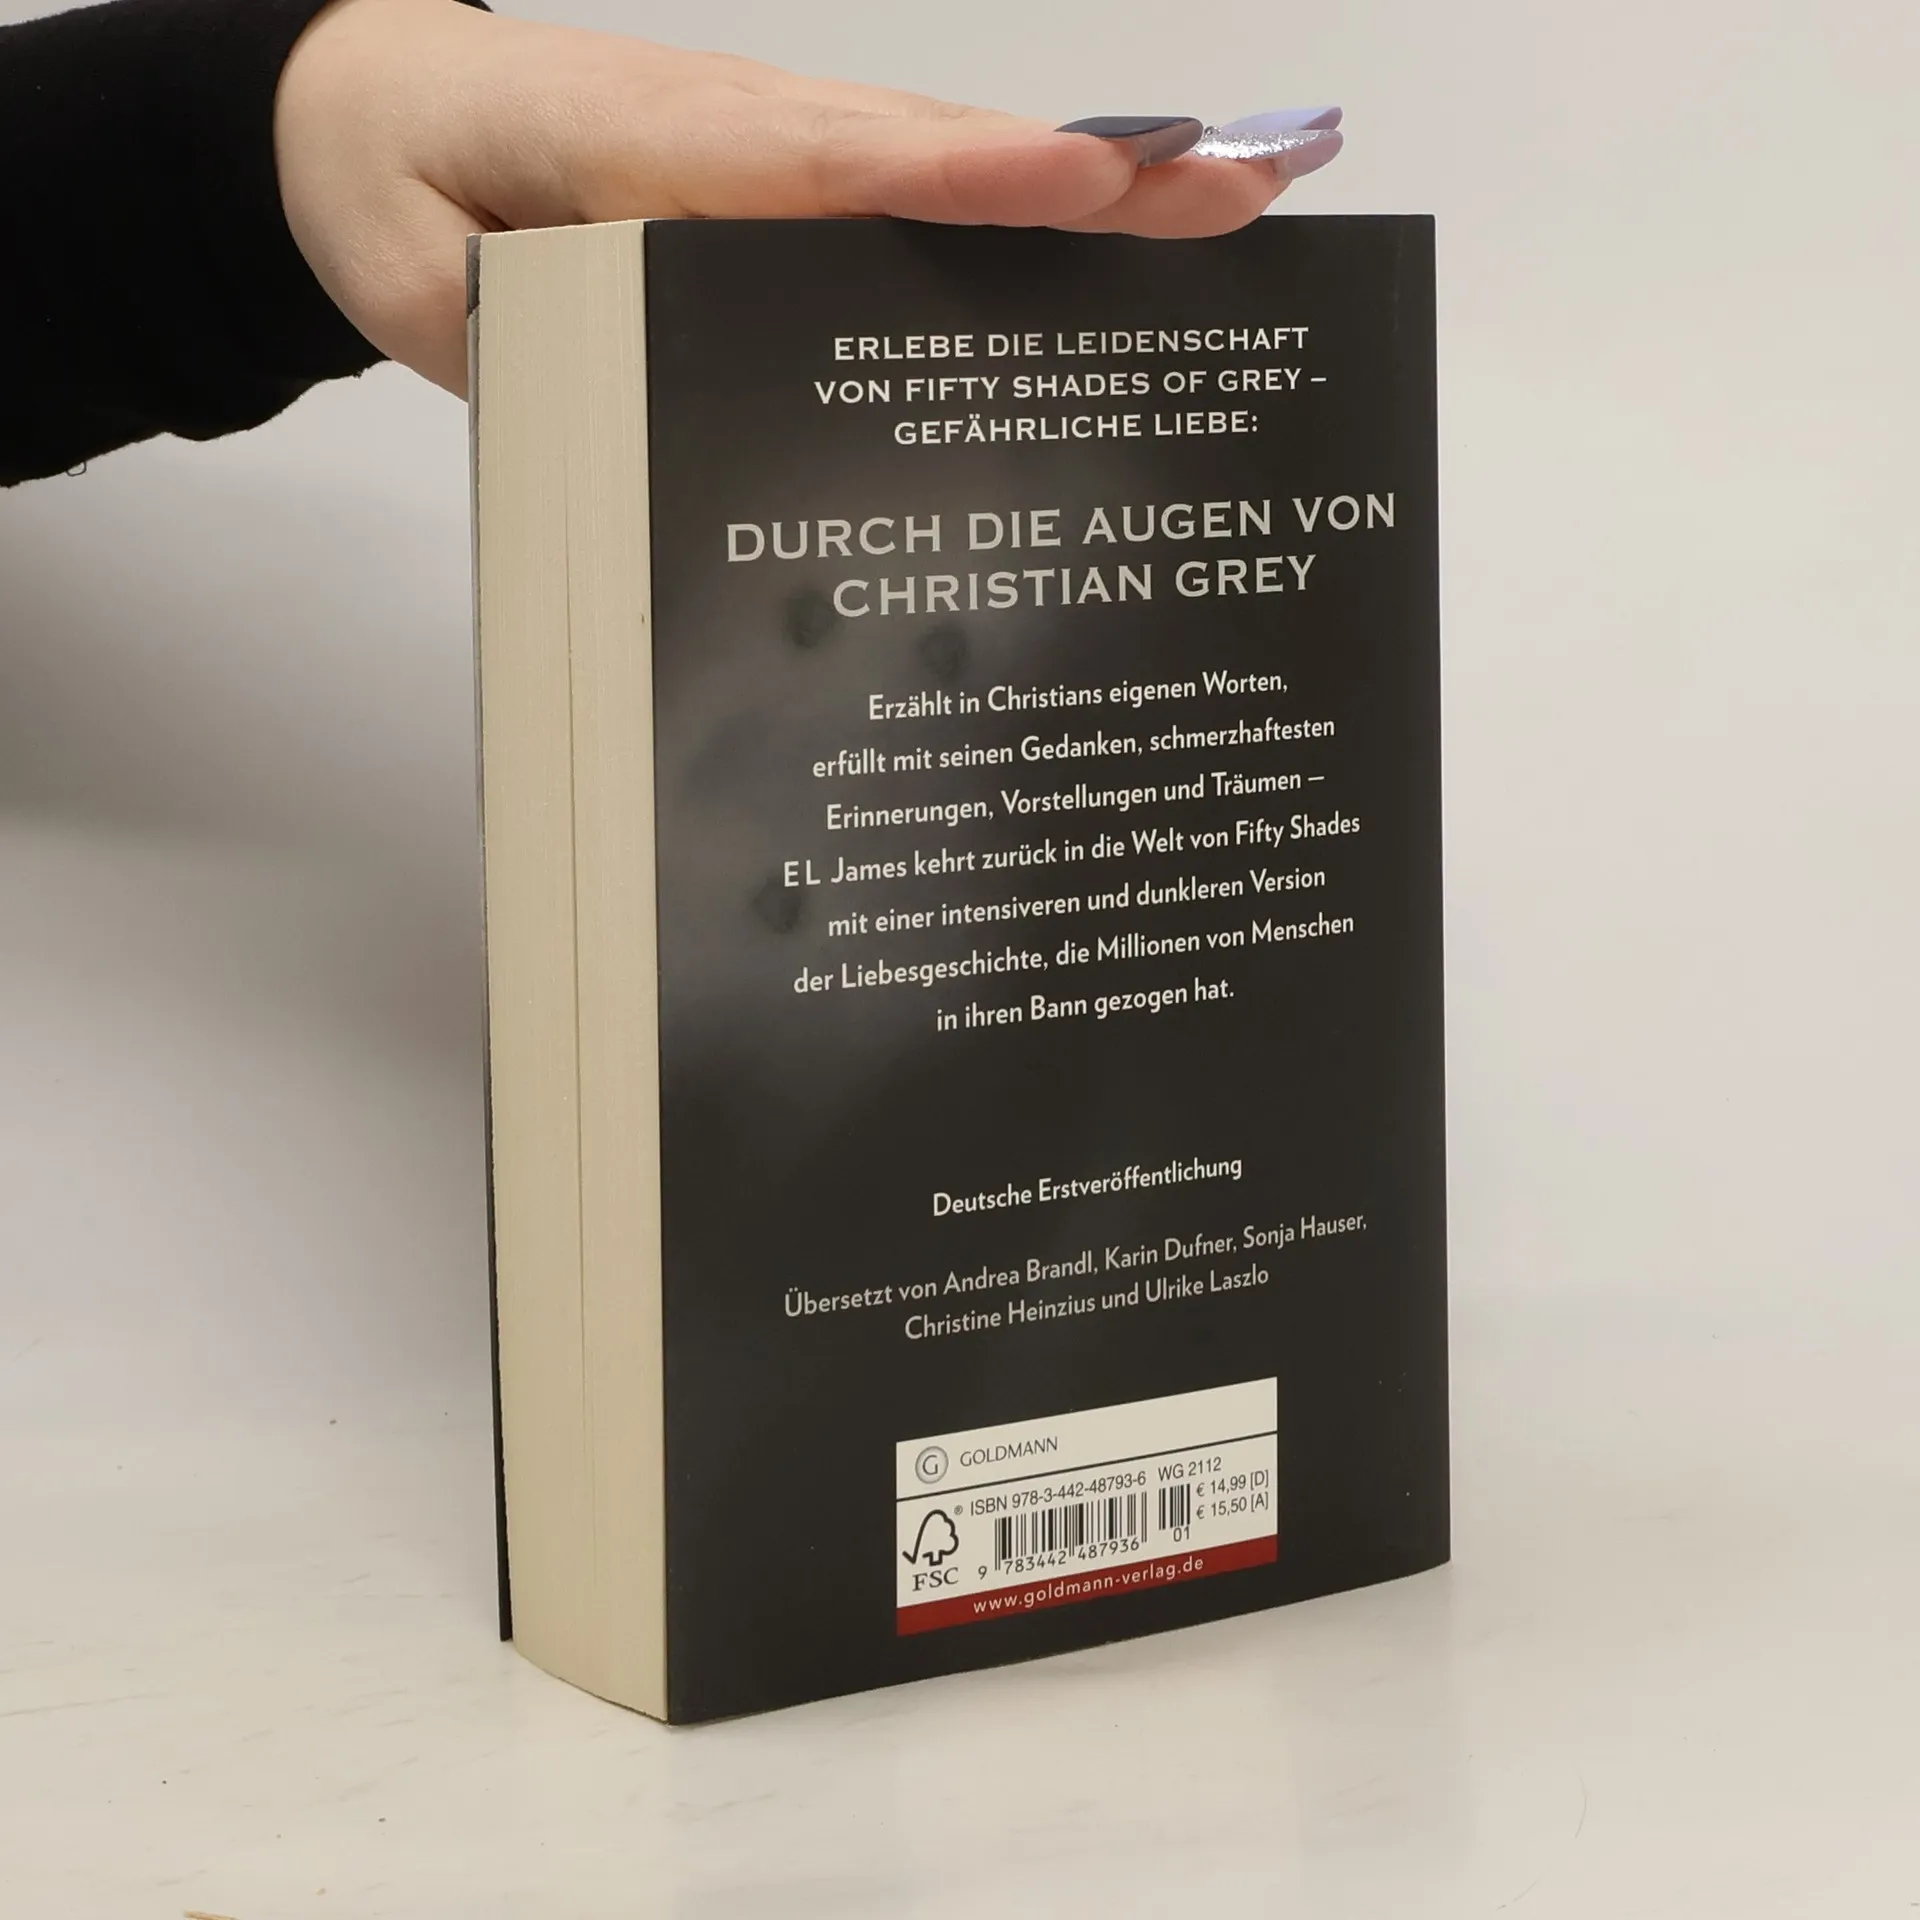 ERLEBE DIE LEIDENSCHAFT
VON FIFTY SHADES OF GREY –
GEFÄHRLICHE LIEBE:
DURCH DIE AUGEN VON
CHRISTIAN GREY
Erzählt in Christians eigenen Worten,
erfüllt mit seinen Gedanken, schmerzhaftesten
Erinnerungen, Vorstellungen und Träumen –
E L James kehrt zurück in die Welt von Fifty Shades
mit einer intensiveren und dunkleren Version
der Liebesgeschichte, die Millionen von Menschen
in ihren Bann gezogen hat.
Deutsche Erstveröffentlichung
Übersetzt von Andrea Brandl, Karin Dufner, Sonja Hauser,
Christine Heinzius und Ulrike Laszlo
G GOLDMANN
ISBN 978-3-442-48793-6 WG 2112
€ 14,99 [D]
€ 15,50 [A]
01
® FSC
9 783442 487936
www.goldmann-verlag.de